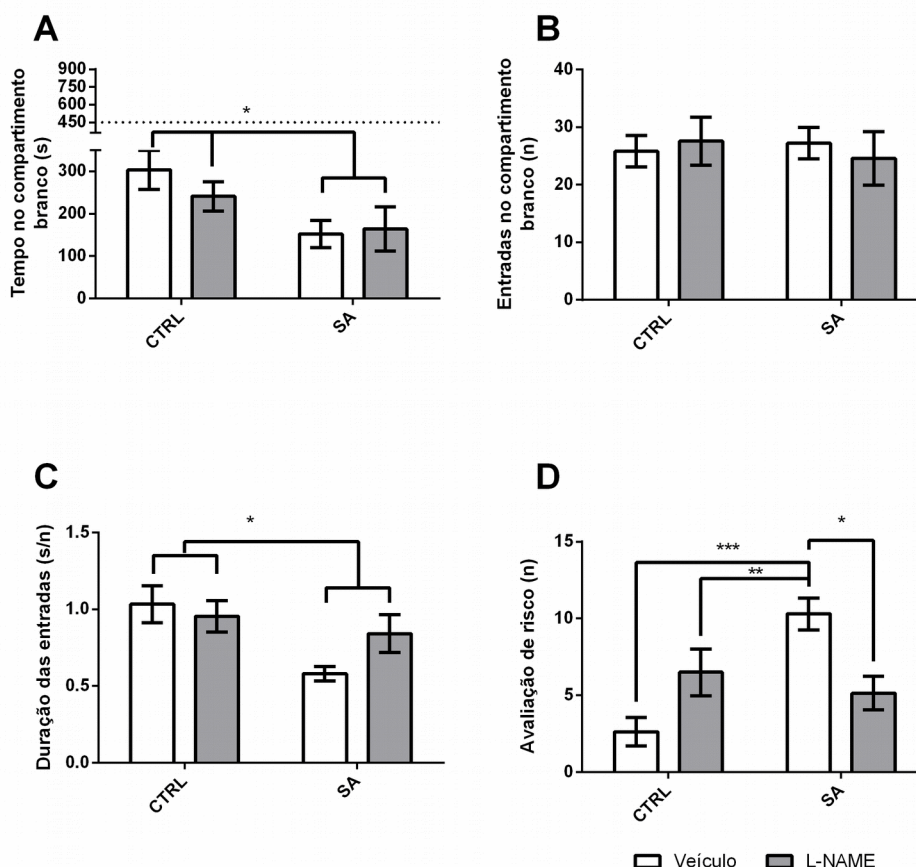 A
Tempo no compartimento
branco (s)
900
750
600
450
300
200
100
0
*
CTRL
SA
B
Entradas no compartimento
branco (n)
40
30
20
10
0
CTRL
SA
C
Duração das entradas (s/n)
1.5
1.0
0.5
0.0
*
CTRL
SA
D
Avaliação de risco (n)
15
10
5
0
***
**
*
CTRL
SA
Veículo
L-NAME